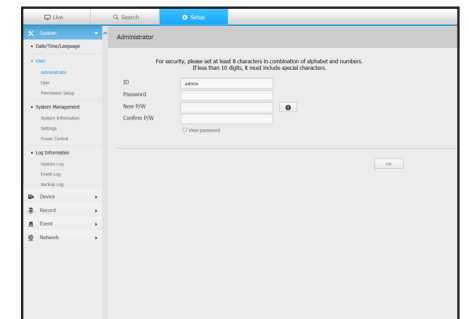 Live
Search
Setup
System
Date/Time/Language
User
Administrator
User
Permission Setup
System Management
System Information
Settings
Power Control
Log Information
System Log
Event Log
Backup Log
Device
Record
Event
Network
Administrator
For security, please set at least 8 characters in combination of alphabet and numbers.
If less than 10 digits, it must include special characters.
ID
admin
Password
New P/W
Confirm P/W
View password
OK